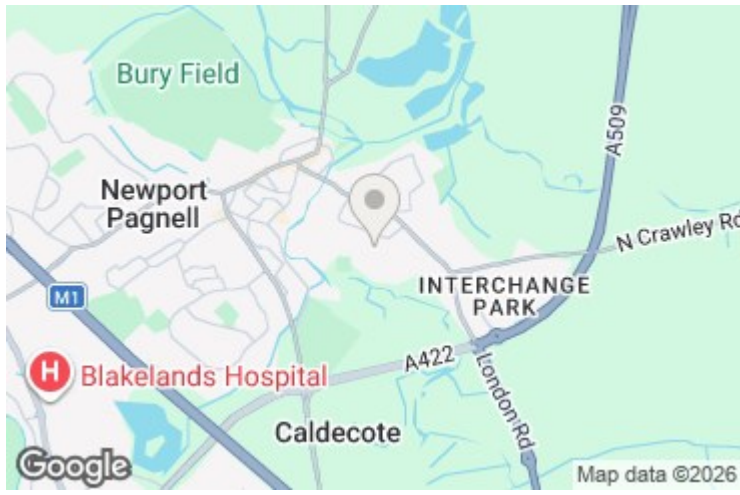 Bury Field
A509
Newport
Pagnell
N Crawley Rd
M1
INTERCHANGE
PARK
H
Blakelands Hospital
A422
London Rd
Caldecote
Google
Map data ©2026